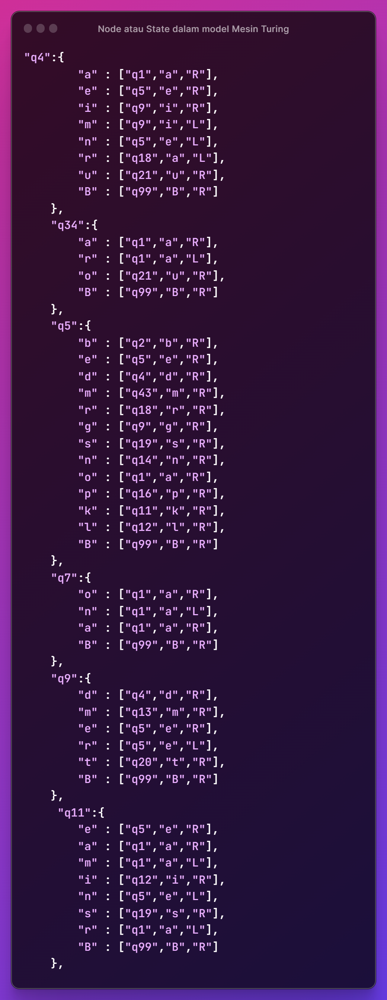 Node atau State dalam model Mesin Turing
"q4":{
        "a" : ["q1","a","R"],
        "e" : ["q5","e","R"],
        "i" : ["q9","i","R"],
        "m" : ["q9","i","L"],
        "n" : ["q5","e","L"],
        "r" : ["q18","a","L"],
        "u" : ["q21","u","R"],
        "B" : ["q99","B","R"]
    },
    "q34":{
        "a" : ["q1","a","R"],
        "r" : ["q1","a","L"],
        "o" : ["q21","u","R"],
        "B" : ["q99","B","R"]
    },
    "q5":{
        "b" : ["q2","b","R"],
        "e" : ["q5","e","R"],
        "d" : ["q4","d","R"],
        "m" : ["q43","m","R"],
        "r" : ["q18","r","R"],
        "g" : ["q9","g","R"],
        "s" : ["q19","s","R"],
        "n" : ["q14","n","R"],
        "o" : ["q1","a","R"],
        "p" : ["q16","p","R"],
        "k" : ["q11","k","R"],
        "l" : ["q12","l","R"],
        "B" : ["q99","B","R"]
    },
    "q7":{
        "o" : ["q1","a","R"],
        "n" : ["q1","a","L"],
        "a" : ["q1","a","R"],
        "B" : ["q99","B","R"]
    },
    "q9":{
        "d" : ["q4","d","R"],
        "m" : ["q13","m","R"],
        "e" : ["q5","e","R"],
        "r" : ["q5","e","L"],
        "t" : ["q20","t","R"],
        "B" : ["q99","B","R"]
    },
     "q11":{
        "e" : ["q5","e","R"],
        "a" : ["q1","a","R"],
        "m" : ["q1","a","L"],
        "i" : ["q12","i","R"],
        "n" : ["q5","e","L"],
        "s" : ["q19","s","R"],
        "r" : ["q1","a","L"],
        "B" : ["q99","B","R"]
    },